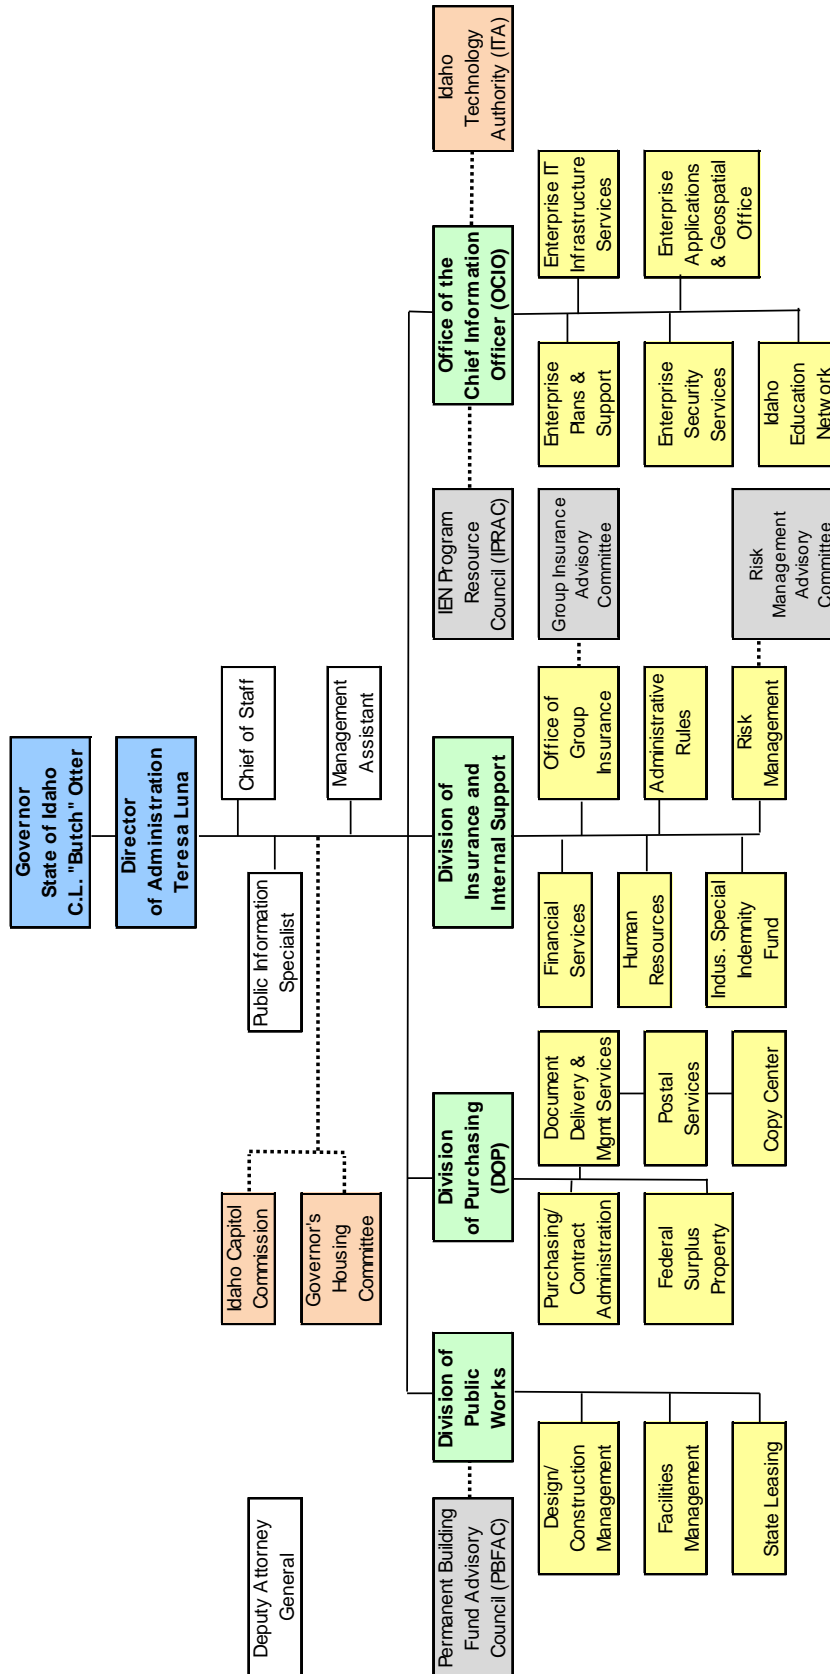 Governor
State of Idaho
C.L. "Butch" Otter
Director
of Administration
Teresa Luna
Deputy Attorney
General
Idaho Capitol
Commission
Governor's
Housing
Committee
Public Information
Specialist
Chief of Staff
Management
Assistant
Permanent Building
Fund Advisory
Council (PBFAC)
Division of
Public
Works
Division
of Purchasing
(DOP)
Division of
Insurance and
Internal Support
IEN Program
Resource
Council (IPRAC)
Office of the
Chief Information
Officer (OCIO)
Idaho
Technology
Authority (ITA)
Design/
Construction
Management
Facilities
Management
State Leasing
Purchasing/
Contract
Administration
Federal
Surplus
Property
Document
Delivery &
Mgmt Services
Postal
Services
Copy Center
Financial
Services
Human
Resources
Indus. Special
Indemnity
Fund
Office of
Group
Insurance
Administrative
Rules
Risk
Management
Group Insurance
Advisory
Committee
Risk
Management
Advisory
Committee
Enterprise
Plans &
Support
Enterprise
Security
Services
Idaho
Education
Network
Enterprise IT
Infrastructure
Services
Enterprise
Applications
& Geospatial
Office